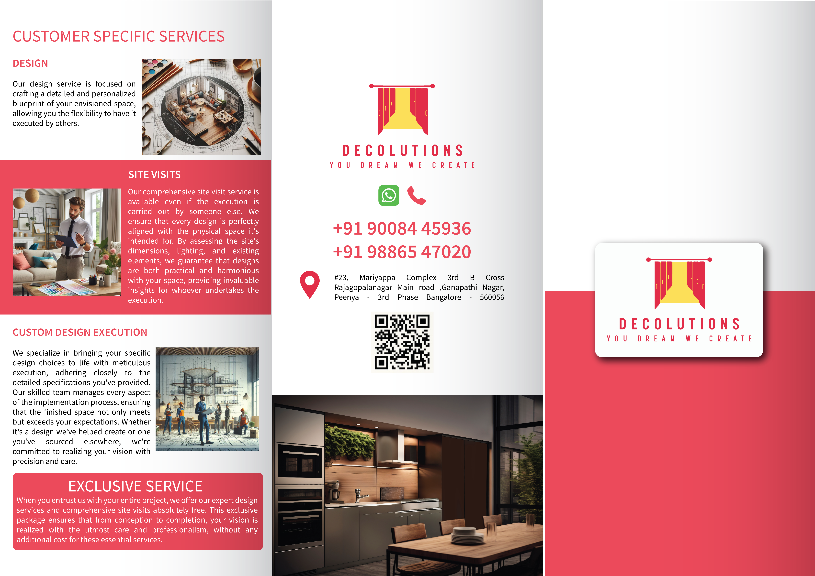 CUSTOMER SPECIFIC SERVICES
DESIGN
Our design service is focused on
crafting a detailed and personalized
blueprint of your envisioned space,
allowing you the flexibility to have it
executed by others.
SITE VISITS
Our comprehensive site visit service is
available even if the execution is
carried out by someone else. We
ensure that every design is perfectly
aligned with the physical space it's
intended for. By assessing the site's
dimensions, lighting, and existing
elements, we guarantee that designs
are both practical and harmonious
with your space, providing invaluable
insights for whoever undertakes the
execution.
CUSTOM DESIGN EXECUTION
We specialize in bringing your specific
design choices to life with meticulous
execution, adhering closely to the
detailed specifications you've provided.
Our skilled team manages every aspect
of the implementation process, ensuring
that the finished space not only meets
but exceeds your expectations. Whether
it's a design we've helped create or one
you've sourced elsewhere, we're
committed to realizing your vision with
precision and care.
EXCLUSIVE SERVICE
When you entrust us with your entire project, we offer our expert design
services and comprehensive site visits absolutely free. This exclusive
package ensures that from conception to completion, your vision is
realized with the utmost care and professionalism, without any
additional cost for these essential services.
DECOLUTIONS
YOU DREAM WE CREATE
+91 90084 45936
+91 98865 47020
#23, Mariyappa Complex 3rd B Cross
Rajagopalanagar Main road ,Ganapathi Nagar,
Peenya - 3rd Phase Bangalore - 560056
DECOLUTIONS
YOU DREAM WE CREATE